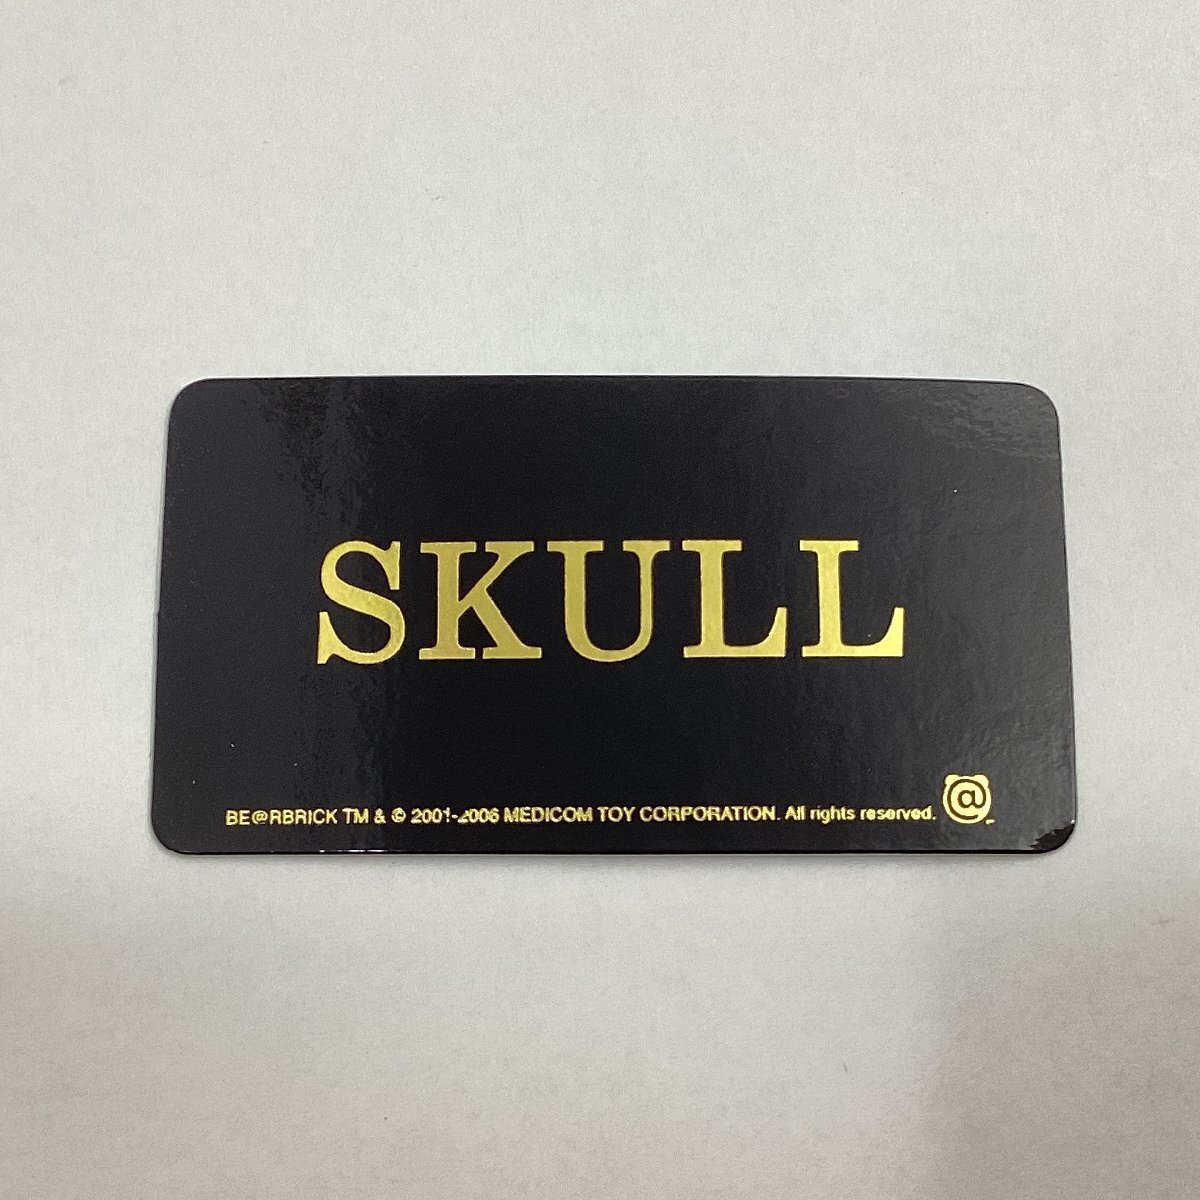 SKULL
BE@RBRICK TM & © 2001-2006 MEDICOM TOY CORPORATION. All rights reserved.
@